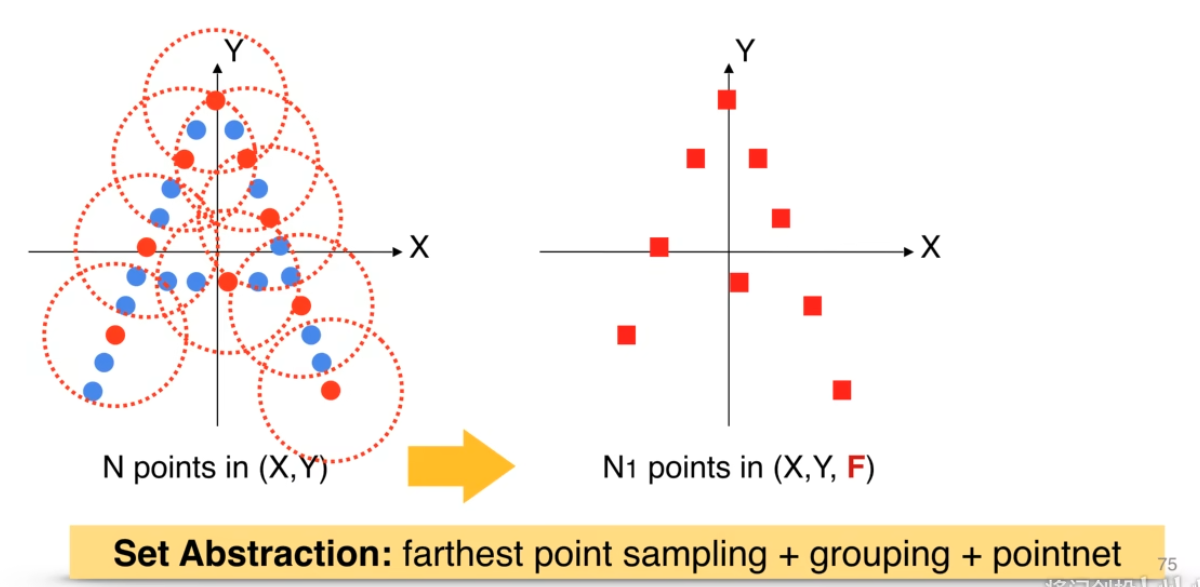 Y
Y
X
X
N points in (X,Y)
N1 points in (X,Y, F)
Set Abstraction: farthest point sampling + grouping + pointnet
75